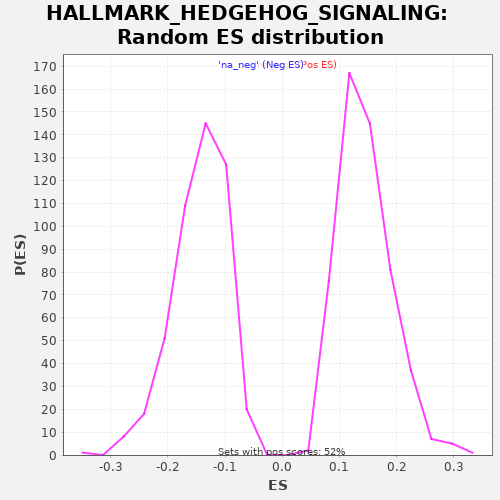 HALLMARK_HEDGEHOG_SIGNALING:
Random ES distribution
'na_neg' (Neg ES) Pos ES)
P(ES)
170
160
150
140
130
120
110
100
90
80
70
60
50
40
30
20
10
0
Sets with pos scores: 52%
-0.3 -0.2 -0.1 0.0 0.1 0.2 0.3
ES